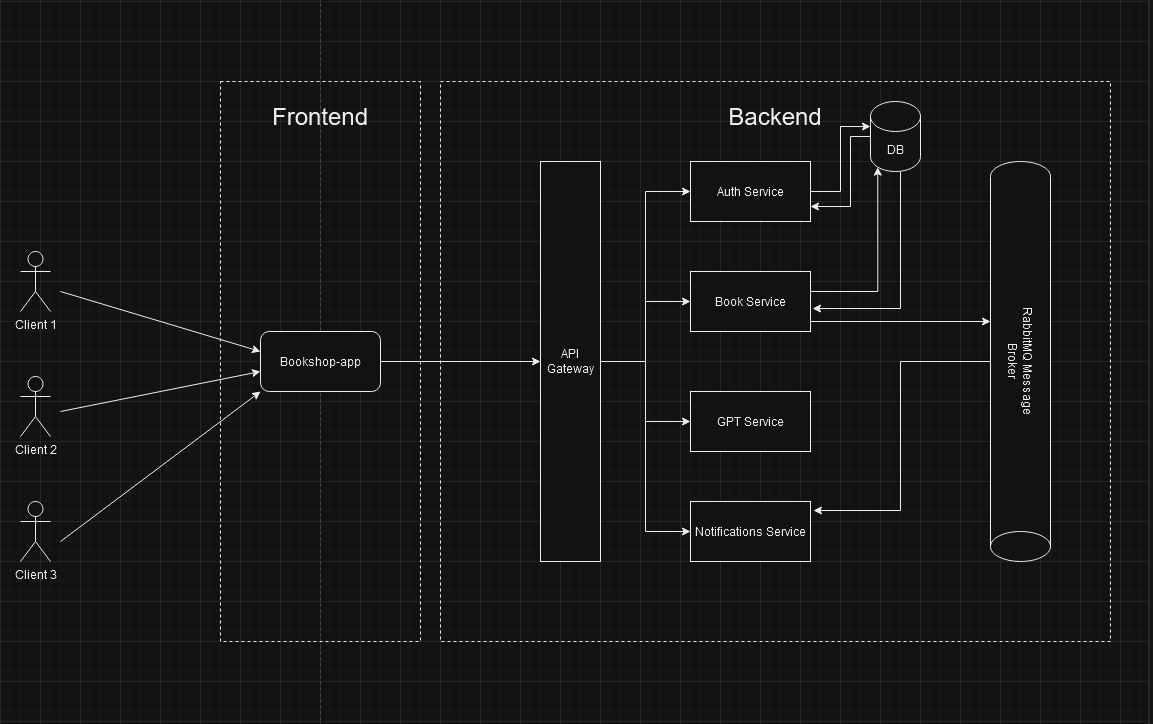 Frontend
Backend
DB
Auth Service
Client 1
Book Service
Bookshop-app
API
Gateway
RabbitMQ Message
Broker
Client 2
GPT Service
Notifications Service
Client 3